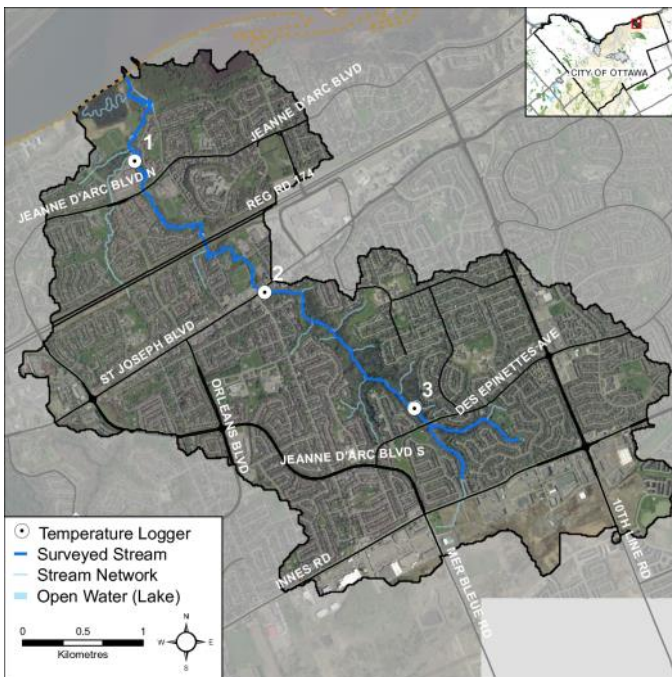 CITY OF OTTAWA
1
JEANNE D'ARC BLVD
JEANNE D'ARC BLVD N
REG RD 174
2
ST JOSEPH BLVD
ORLEANS BLVD
3
DES EPINETTES AVE
JEANNE D'ARC BLVD S
INNES RD
MER BLEUE RD
10TH LINE RD
Temperature Logger
Surveyed Stream
Stream Network
Open Water (Lake)
0 0.5 1
Kilometres
N
W E
S